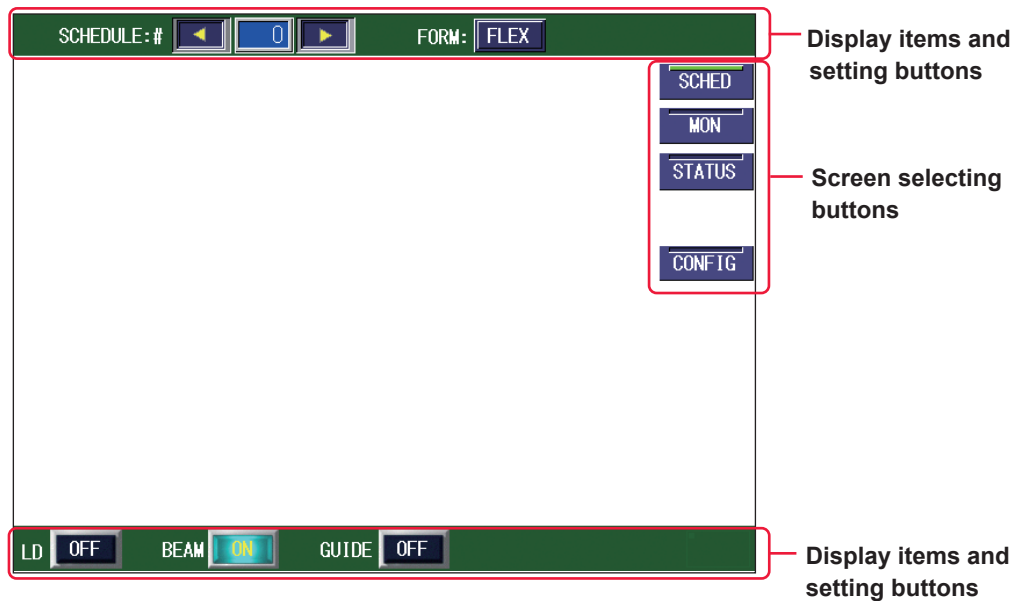 SCHEDULE:# ◄ 0 ► FORM: FLEX
Display items and
setting buttons
SCHED
MON
STATUS
CONFIG
Screen selecting
buttons
LD OFF BEAM ON GUIDE OFF
Display items and
setting buttons